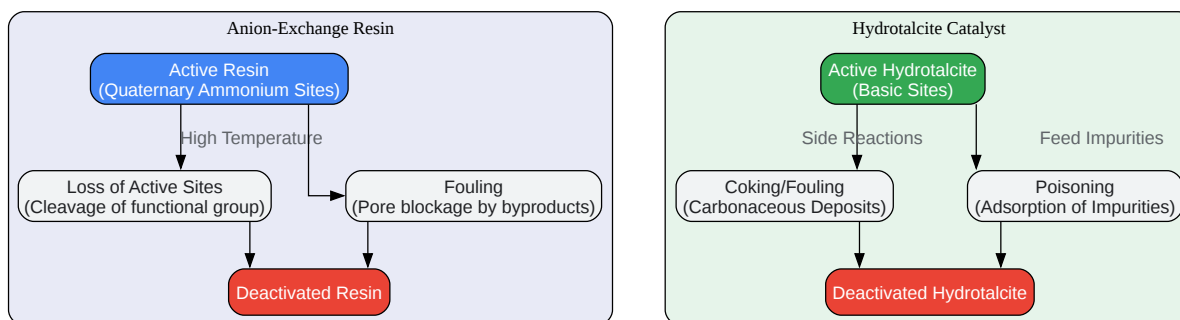 Anion-Exchange Resin
Active Resin
(Quaternary Ammonium Sites)
High Temperature
Loss of Active Sites
(Cleavage of functional group)
Fouling
(Pore blockage by byproducts)
Deactivated Resin
Hydrotalcite Catalyst
Active Hydrotalcite
(Basic Sites)
Side Reactions
Feed Impurities
Coking/Fouling
(Carbonaceous Deposits)
Poisoning
(Adsorption of Impurities)
Deactivated Hydrotalcite